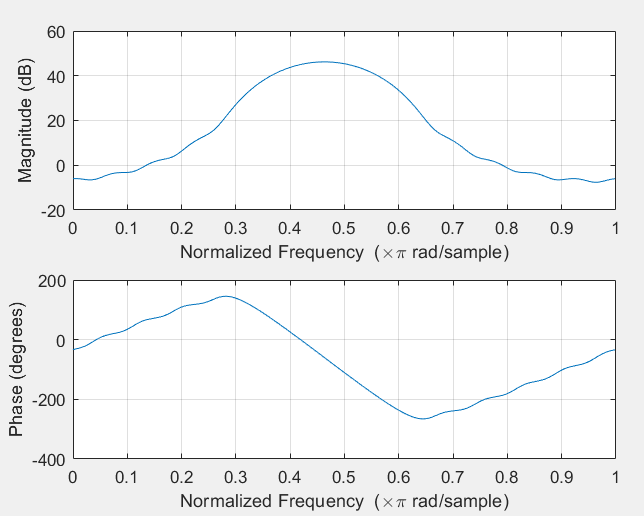 60
40
20
0
-20
Magnitude (dB)
0 0.1 0.2 0.3 0.4 0.5 0.6 0.7 0.8 0.9 1
Normalized Frequency (×π rad/sample)
200
0
-200
-400
Phase (degrees)
0 0.1 0.2 0.3 0.4 0.5 0.6 0.7 0.8 0.9 1
Normalized Frequency (×π rad/sample)